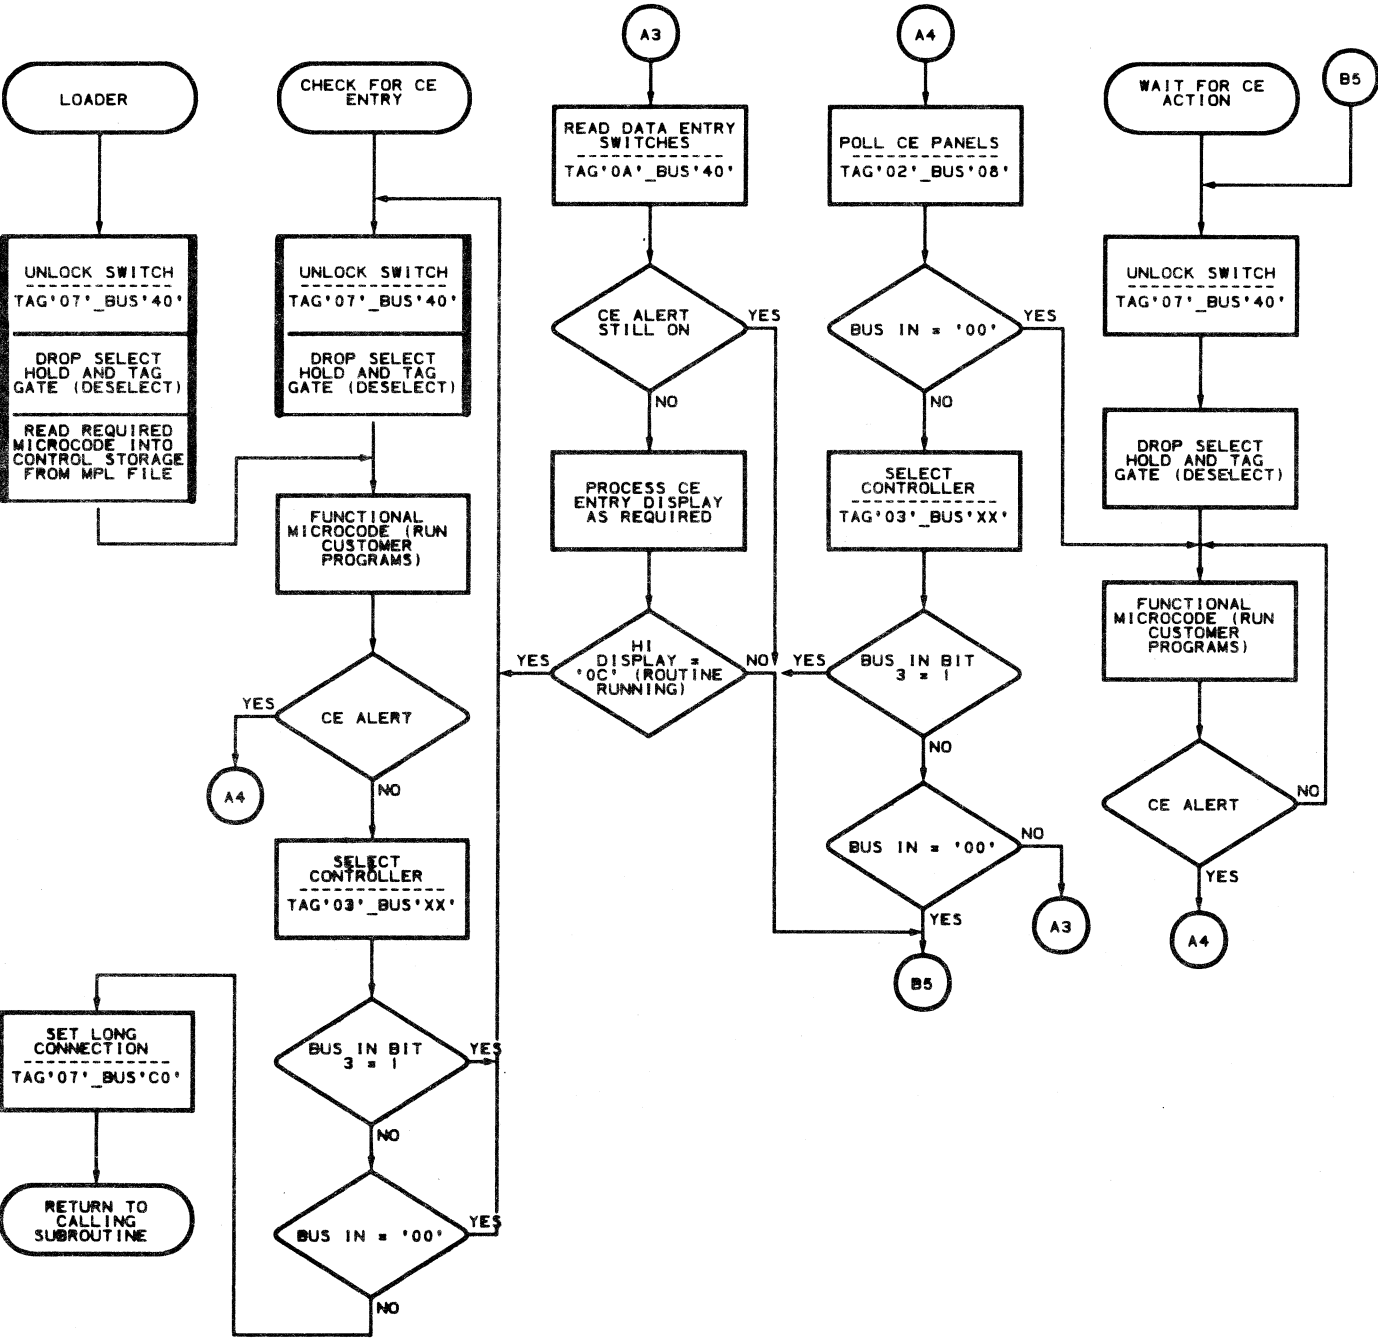 LOADER
UNLOCK SWITCH
TAG'07'_BUS'40'
DROP SELECT
HOLD AND TAG
GATE (DESELECT)
READ REQUIRED
MICROCODE INTO
CONTROL STORAGE
FROM MPL FILE
SET LONG
CONNECTION
TAG'07'_BUS'C0'
RETURN TO
CALLING
SUBROUTINE
CHECK FOR CE
ENTRY
UNLOCK SWITCH
TAG'07'_BUS'40'
DROP SELECT
HOLD AND TAG
GATE (DESELECT)
FUNCTIONAL
MICROCODE (RUN
CUSTOMER
PROGRAMS)
CE ALERT
YES
A4
NO
SELECT
CONTROLLER
TAG'03'_BUS'XX'
BUS IN BIT
3 = 1
YES
NO
BUS IN = '00'
YES
NO
A3
READ DATA ENTRY
SWITCHES
TAG'0A'_BUS'40'
CE ALERT
STILL ON
YES
NO
PROCESS CE
ENTRY DISPLAY
AS REQUIRED
HI
DISPLAY =
'0C' (ROUTINE
RUNNING)
YES
NO
A4
POLL CE PANELS
TAG'02'_BUS'08'
BUS IN = '00'
YES
NO
SELECT
CONTROLLER
TAG'03'_BUS'XX'
BUS IN BIT
3 = 1
YES
NO
BUS IN = '00'
NO
A3
YES
B5
WAIT FOR CE
ACTION
B5
UNLOCK SWITCH
TAG'07'_BUS'40'
DROP SELECT
HOLD AND TAG
GATE (DESELECT)
FUNCTIONAL
MICROCODE (RUN
CUSTOMER
PROGRAMS)
CE ALERT
NO
YES
A4